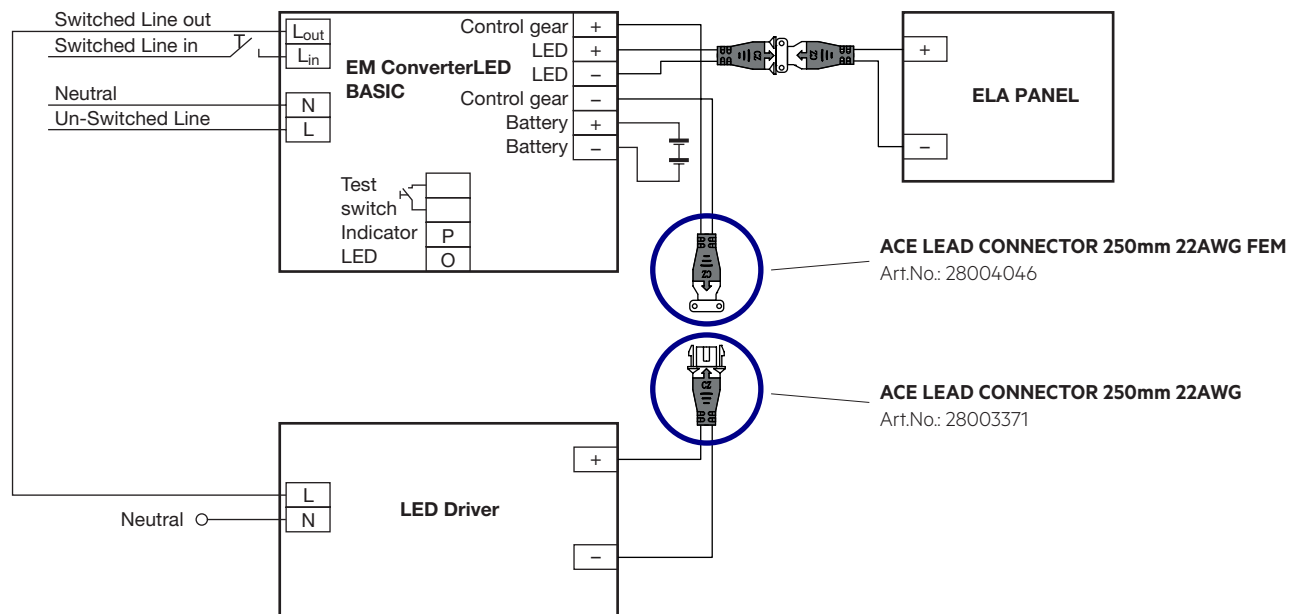 Switched Line out
Switched Line in
Neutral
Un-Switched Line
Lout
Lin
N
L
EM ConverterLED
BASIC
Control gear +
LED +
LED –
Control gear –
Battery +
Battery –
Test
switch
Indicator P
LED O
+
–
ELA PANEL
ACE LEAD CONNECTOR 250mm 22AWG FEM
Art.No.: 28004046
ACE LEAD CONNECTOR 250mm 22AWG
Art.No.: 28003371
L
Neutral N
LED Driver
+
–